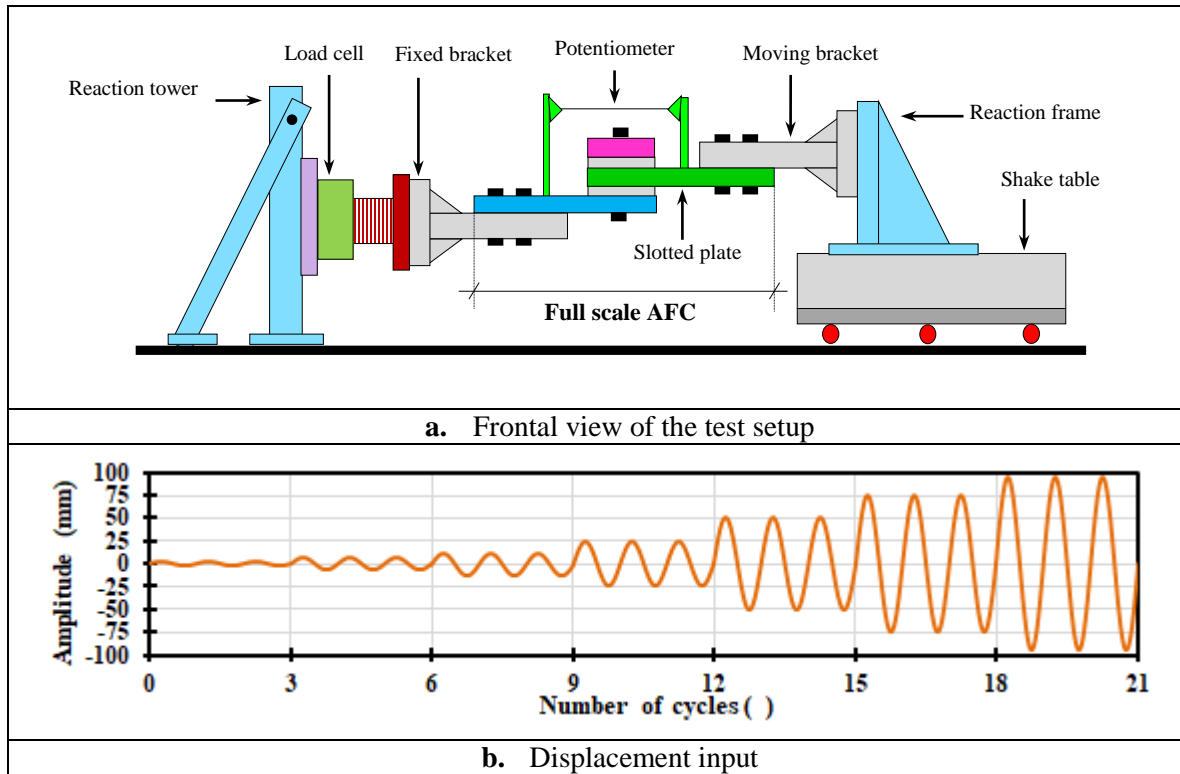 Load cell
Fixed bracket
Potentiometer
Moving bracket
Reaction tower
Reaction frame
Shake table
Slotted plate
Full scale AFC
a. Frontal view of the test setup
Amplitude (mm)
100
75
50
25
0
-25
-50
-75
-100
0 3 6 9 12 15 18 21
Number of cycles ( )
b. Displacement input